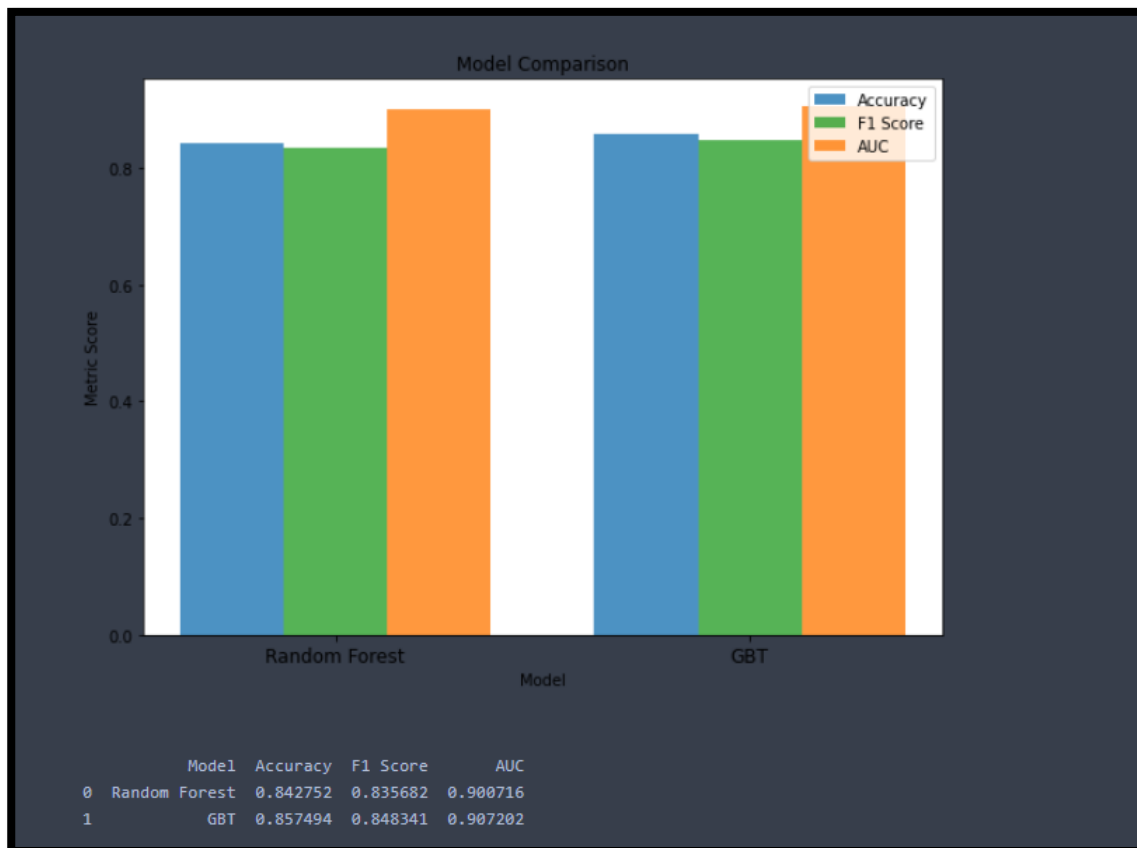 Model Comparison
Accuracy
F1 Score
AUC
0.8
0.6
0.4
0.2
0.0
Metric Score
Random Forest GBT
Model
Model Accuracy F1 Score AUC
0 Random Forest 0.842752 0.835682 0.900716
1 GBT 0.857494 0.848341 0.907202